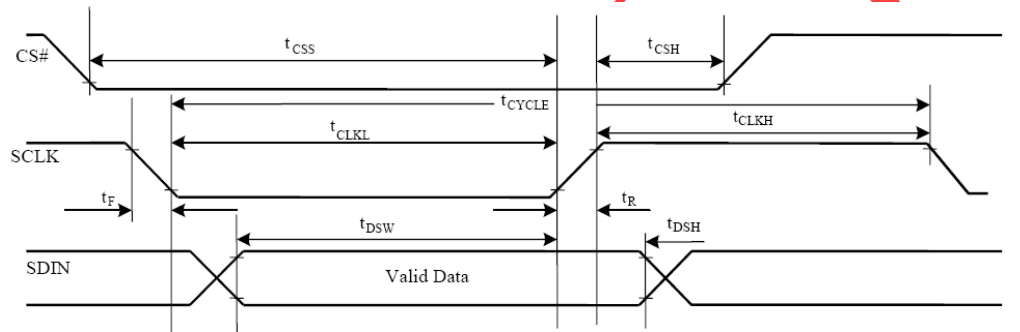 CS#
tCSS
tCSH
tCYCLE
tCLKL
tCLKH
SCLK
tF
tR
tDSW
tDSH
SDIN
Valid Data